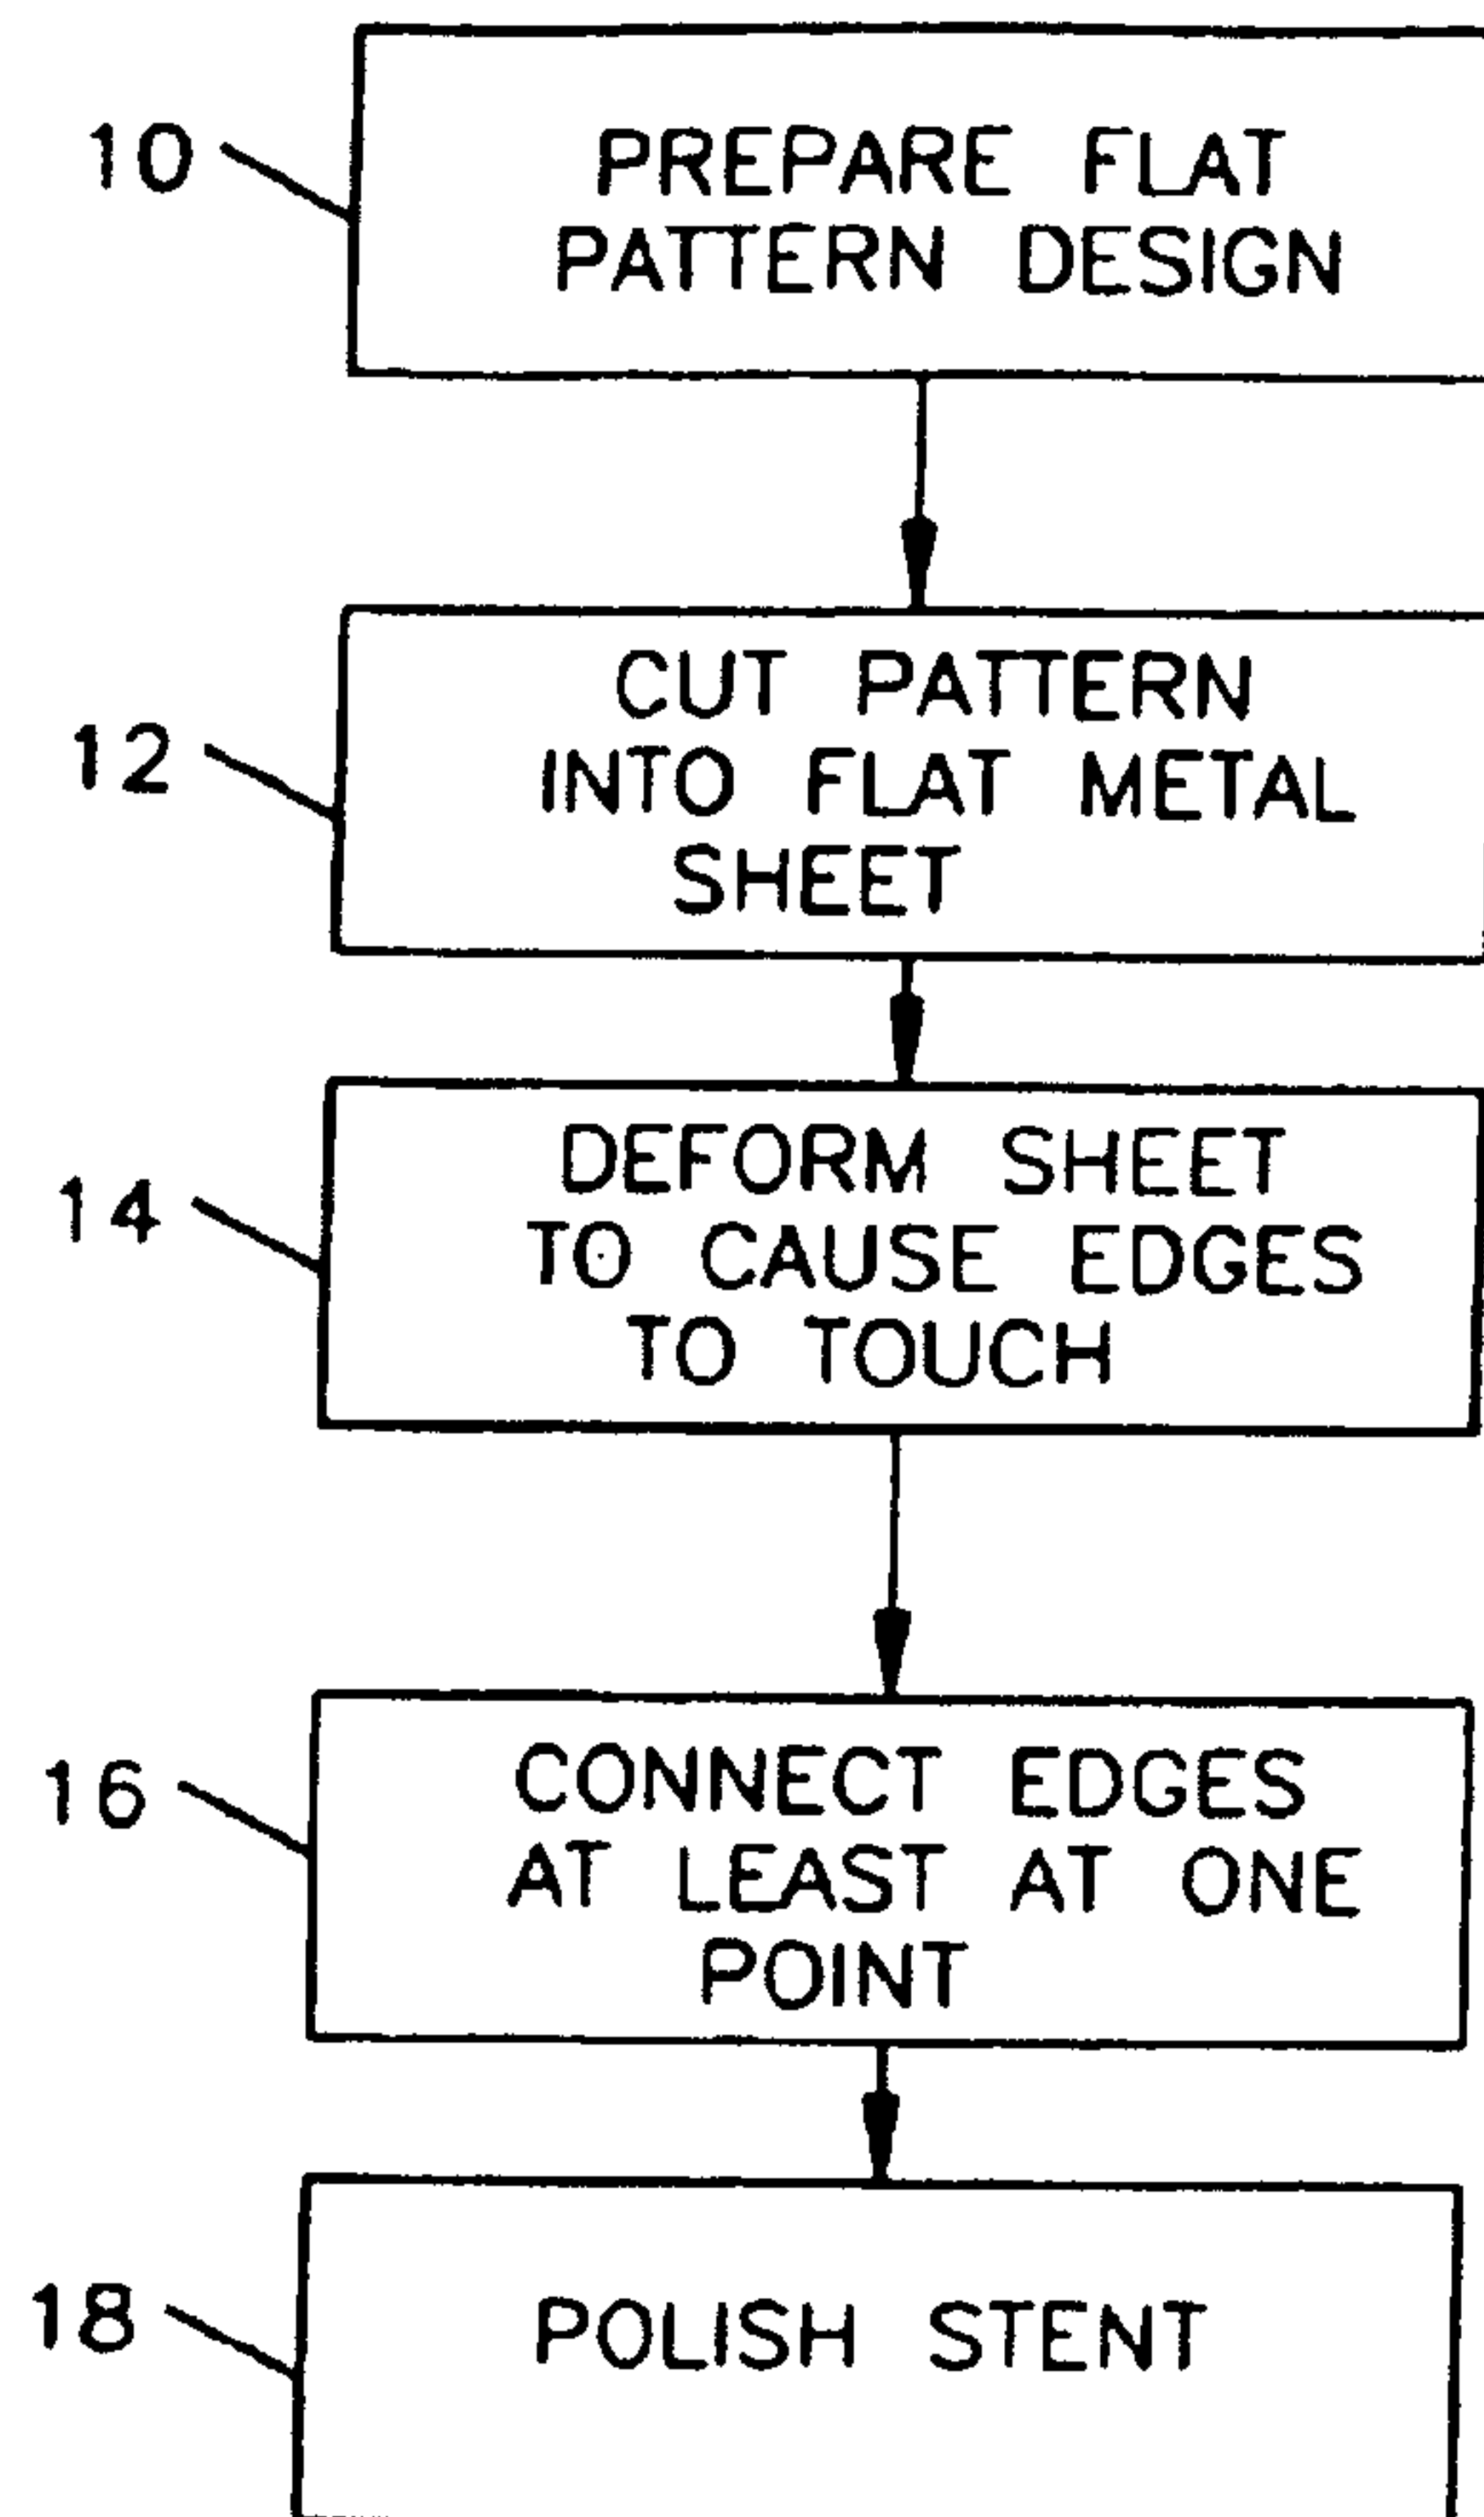 10
PREPARE FLAT
PATTERN DESIGN
12
CUT PATTERN
INTO FLAT METAL
SHEET
14
DEFORM SHEET
TO CAUSE EDGES
TO TOUCH
16
CONNECT EDGES
AT LEAST AT ONE
POINT
18
POLISH STENT